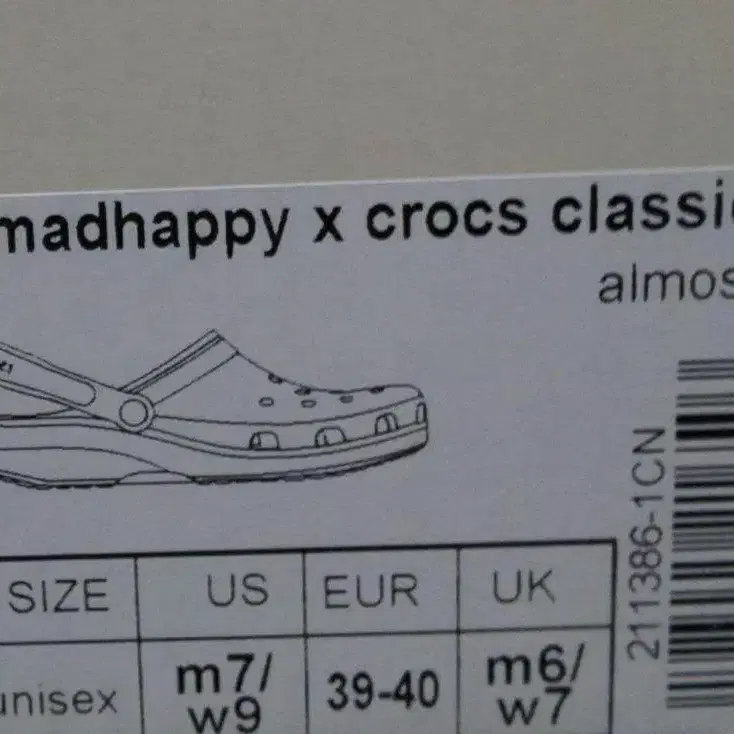 madhappy x crocs classi
almos
211386-1CN
SIZE US EUR UK
unisex m7/ 39-40 m6/
w9 w7